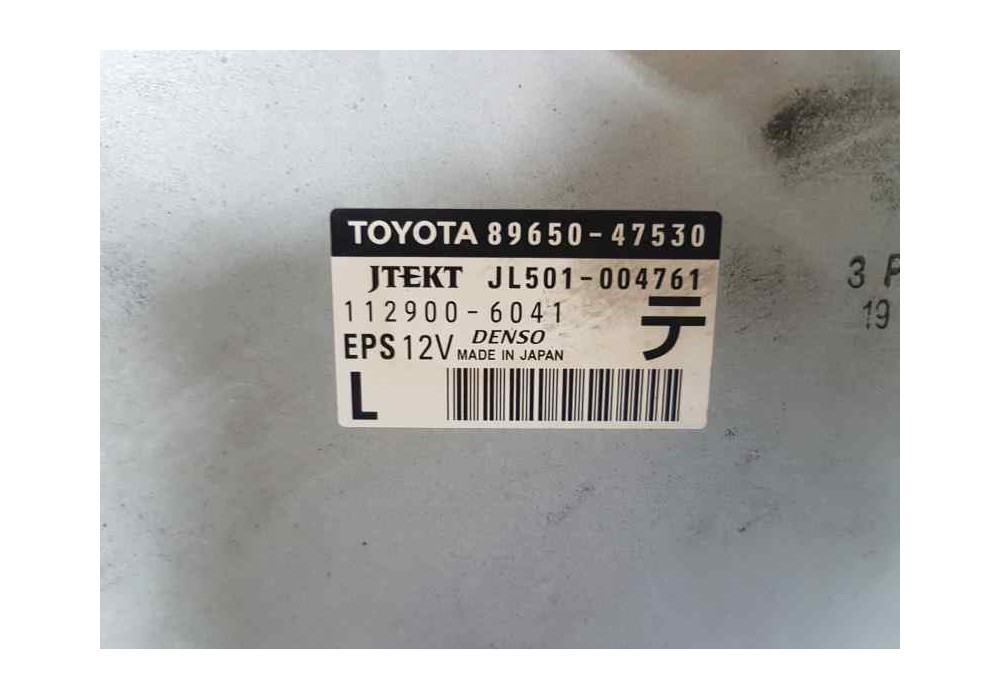 TOYOTA 89650-47530
JTEKT JL501-004761
112900-6041
テ
EPS 12V DENSO
MADE IN JAPAN
L
3 P
19